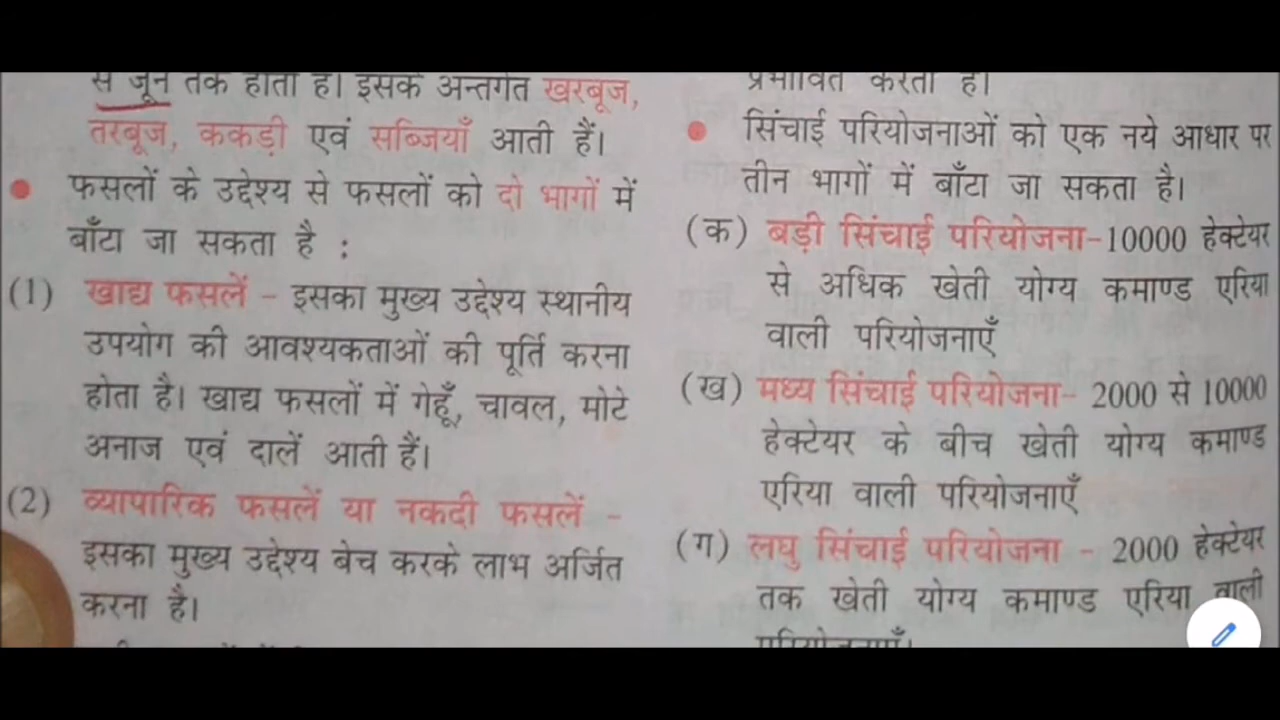 से जून तक होता है। इसके अन्तर्गत खरबूज,
तरबूज, ककड़ी एवं सब्जियाँ आती हैं।
• फसलों के उद्देश्य से फसलों को दो भागों में
बाँटा जा सकता है :
(1) खाद्य फसलें - इसका मुख्य उद्देश्य स्थानीय
उपयोग की आवश्यकताओं की पूर्ति करना
होता है। खाद्य फसलों में गेहूँ, चावल, मोटे
अनाज एवं दालें आती हैं।
(2) व्यापारिक फसलें या नकदी फसलें -
इसका मुख्य उद्देश्य बेच करके लाभ अर्जित
करना है।
प्रभावित करता है।
• सिंचाई परियोजनाओं को एक नये आधार पर
तीन भागों में बाँटा जा सकता है।
(क) बड़ी सिंचाई परियोजना-10000 हेक्टेयर
से अधिक खेती योग्य कमाण्ड एरिया
वाली परियोजनाएँ
(ख) मध्य सिंचाई परियोजना- 2000 से 10000
हेक्टेयर के बीच खेती योग्य कमाण्ड
एरिया वाली परियोजनाएँ
(ग) लघु सिंचाई परियोजना - 2000 हेक्टेयर
तक खेती योग्य कमाण्ड एरिया वाली
परियोजनाएँ।